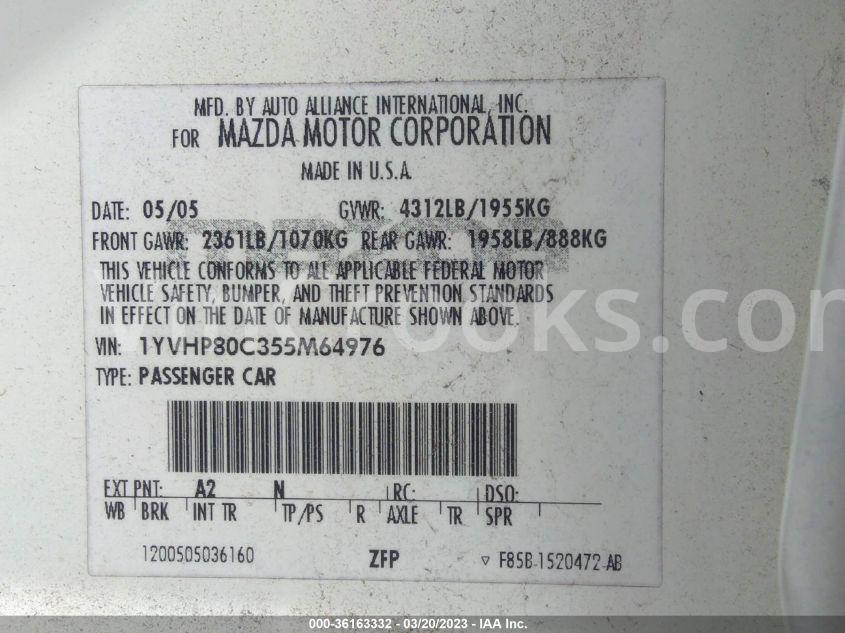 MFD. BY AUTO ALLIANCE INTERNATIONAL, INC.
FOR MAZDA MOTOR CORPORATION
MADE IN U.S.A.
DATE: 05/05 GVWR: 4312LB/1955KG
FRONT GAWR: 2361LB/1070KG REAR GAWR: 1958LB/888KG
THIS VEHICLE CONFORMS TO ALL APPLICABLE FEDERAL MOTOR
VEHICLE SAFETY, BUMPER, AND THEFT PREVENTION STANDARDS
IN EFFECT ON THE DATE OF MANUFACTURE SHOWN ABOVE.
VIN: 1YVHP80C355M64976
TYPE: PASSENGER CAR
EXT PNT: A2 N RC: DSO:
WB BRK INT TR TP/PS R AXLE TR SPR
1200505036160 ZFP ▿ F85B-1520472-AB
000-36163332 - 03/20/2023 - IAA Inc.